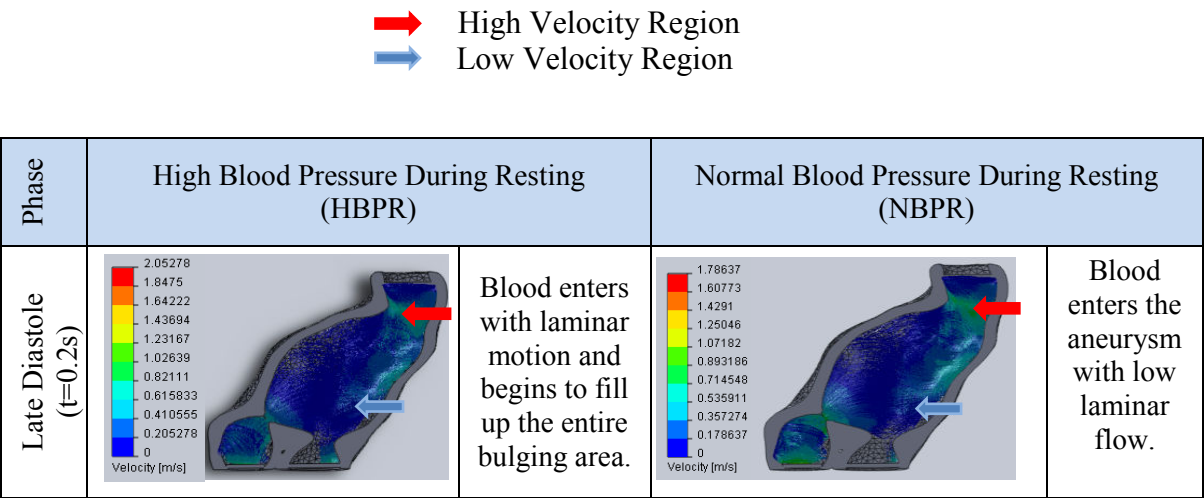 High Velocity Region
Low Velocity Region
Phase
High Blood Pressure During Resting
(HBPR)
Normal Blood Pressure During Resting
(NBPR)
Late Diastole
(t=0.2s)
2.05278
1.8475
1.64222
1.43694
1.23167
1.02639
0.82111
0.615833
0.410555
0.205278
0
Velocity [m/s]
Blood enters
with laminar
motion and
begins to fill
up the entire
bulging area.
1.78637
1.60773
1.4291
1.25046
1.07182
0.893186
0.714548
0.535911
0.357274
0.178637
0
Velocity [m/s]
Blood
enters the
aneurysm
with low
laminar
flow.